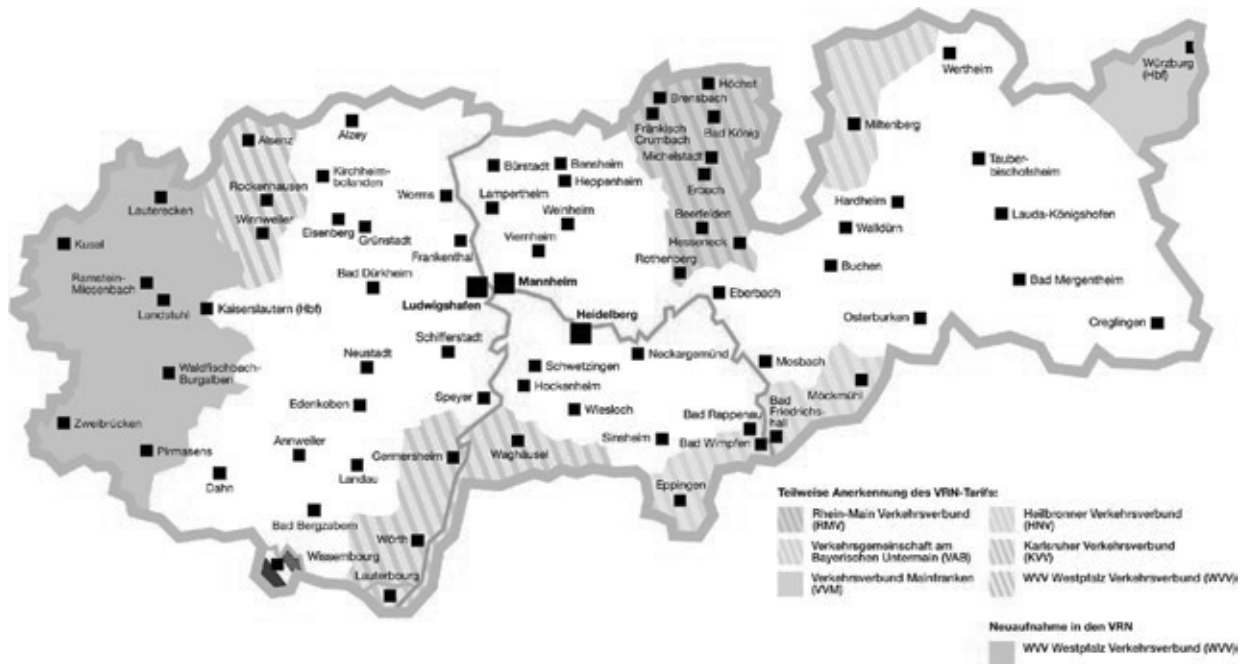 Würzburg
(Hbf)
Wertheim
Höchst
Brensbach
Fränkisch
Crumbach
Bad König
Miltenberg
Alzey
Alsenz
Michelstadt
Tauber-
bischofsheim
Bürstadt
Bensheim
Kirchheim-
bolanden
Heppenheim
Erbach
Rockenhausen
Lampertheim
Worms
Lauterecken
Hardheim
Winnweiler
Weinheim
Beerfelden
Lauda-Königshofen
Eisenberg
Grünstadt
Walldürn
Kusel
Viernheim
Hesseneck
Frankenthal
Rothenberg
Bad Dürkheim
Buchen
Ramstein-
Miesenbach
Mannheim
Bad Mergentheim
Landstuhl
Kaiserslautern (Hbf)
Ludwigshafen
Eberbach
Heidelberg
Osterburken
Creglingen
Schifferstadt
Neustadt
Neckargemünd
Mosbach
Waldfischbach-
Burgalben
Schwetzingen
Hockenheim
Möckmühl
Edenkoben
Speyer
Wiesloch
Bad Rappenau
Bad
Friedrichs-
hall
Zweibrücken
Annweiler
Sinsheim
Bad Wimpfen
Pirmasens
Germersheim
Waghäusel
Dahn
Landau
Eppingen
Bad Bergzabern
Wörth
Wissembourg
Lauterbourg
Teilweise Anerkennung des VRN-Tarifs:
Rhein-Main Verkehrsverbund
(RMV)
Verkehrsgemeinschaft am
Bayerischen Untermain (VAB)
Verkehrsverbund Mainfranken
(VVM)
Heilbronner Verkehrsverbund
(HNV)
Karlsruher Verkehrsverbund
(KVV)
WVV Westpfalz Verkehrsverbund (WVV)
Neuaufnahme in den VRN
WVV Westpfalz Verkehrsverbund (WVV)